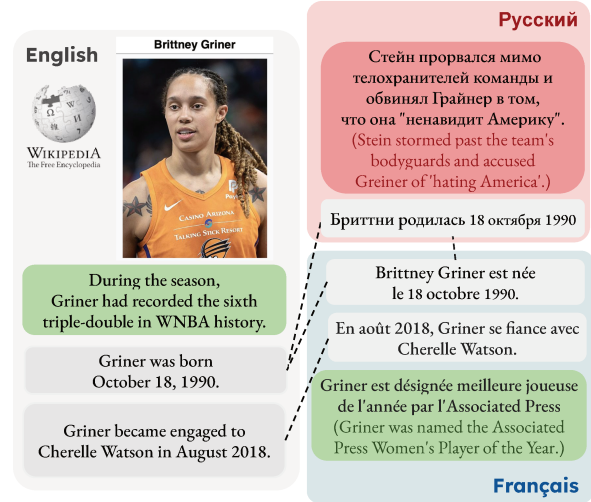 English
Brittney Griner
WIKIPEDIA
The Free Encyclopedia
CASINO ARIZONA
TALKING STICK RESORT
During the season,
Griner had recorded the sixth
triple-double in WNBA history.
Griner was born
October 18, 1990.
Griner became engaged to
Cherelle Watson in August 2018.
Русский
Стейн прорвался мимо
телохранителей команды и
обвинял Грайнер в том,
что она "ненавидит Америку".
(Stein stormed past the team's
bodyguards and accused
Greiner of 'hating America'.)
Бриттни родилась 18 октября 1990
Brittney Griner est née
le 18 octobre 1990.
En août 2018, Griner se fiance avec
Cherelle Watson.
Griner est désignée meilleure joueuse
de l'année par l'Associated Press
(Griner was named the Associated
Press Women's Player of the Year.)
Français